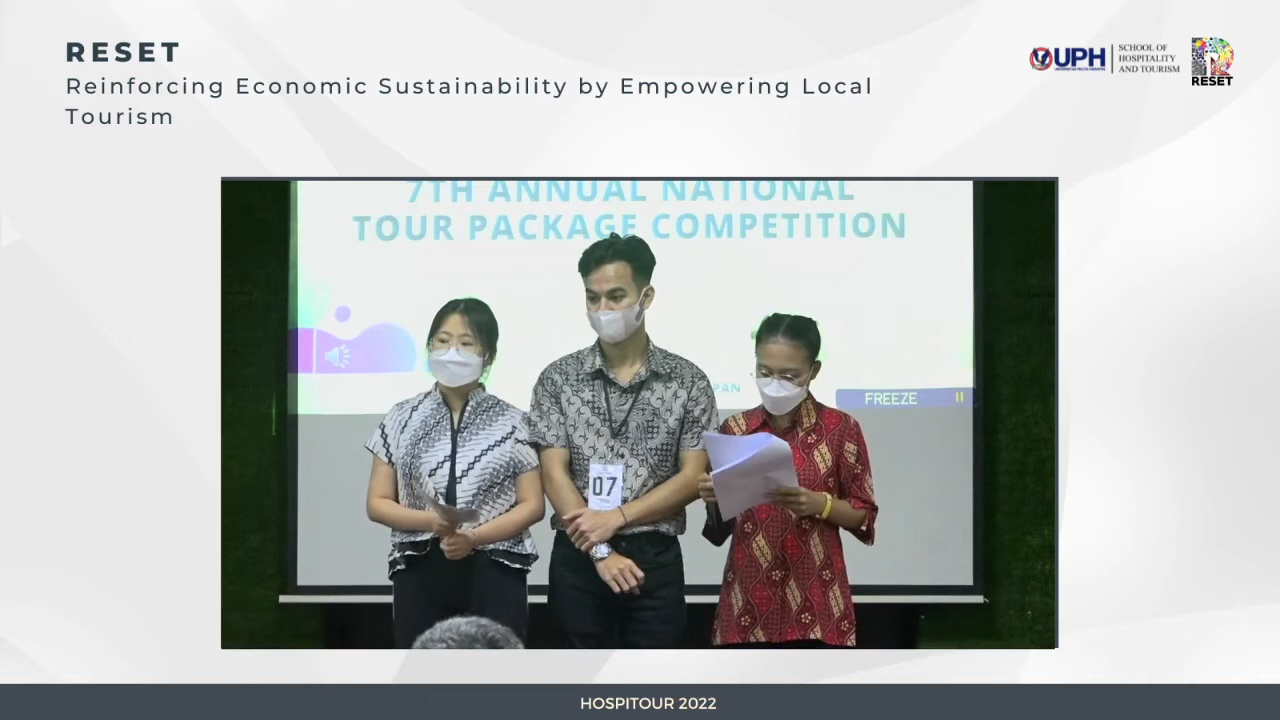 RESET
Reinforcing Economic Sustainability by Empowering Local
Tourism
UPH
SCHOOL OF
HOSPITALITY
AND TOURISM
RESET
7TH ANNUAL NATIONAL
TOUR PACKAGE COMPETITION
FREEZE
07
HOSPITOUR 2022